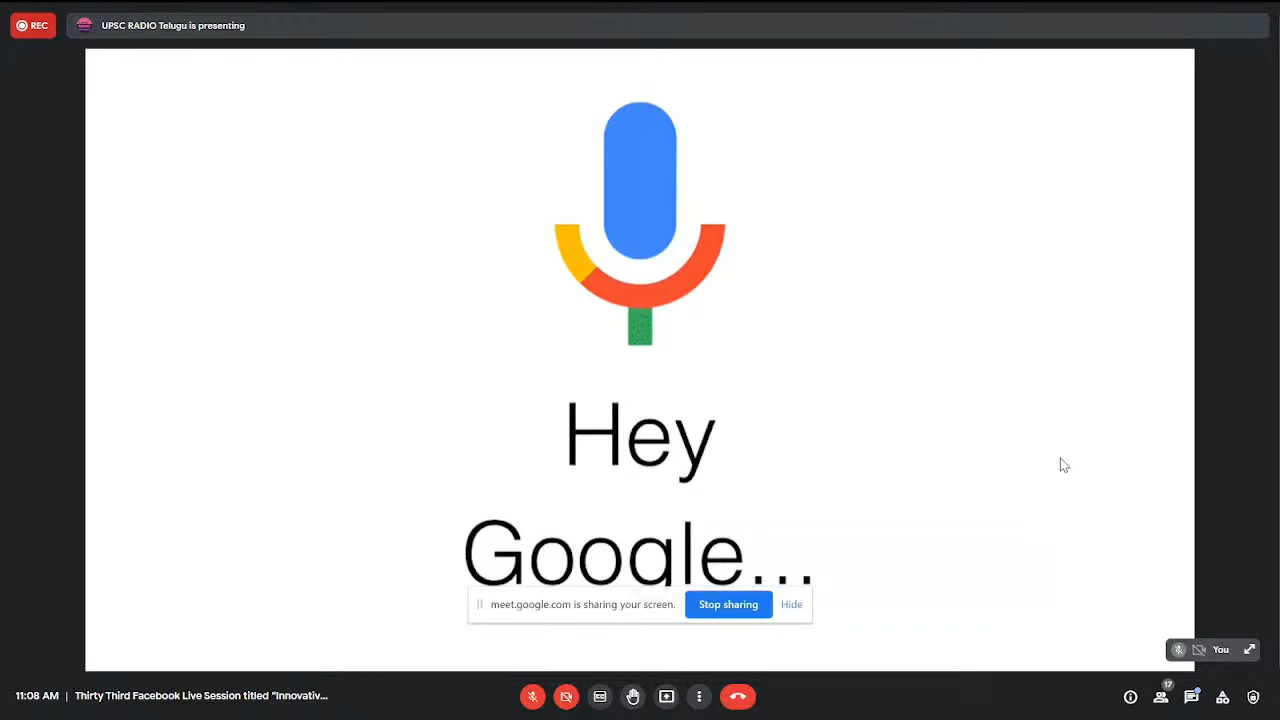 REC
UPSC RADIO Telugu is presenting
Hey
Google...
meet.google.com is sharing your screen.
Stop sharing
Hide
You
11:08 AM | Thirty Third Facebook Live Session titled “Innovativ...
17